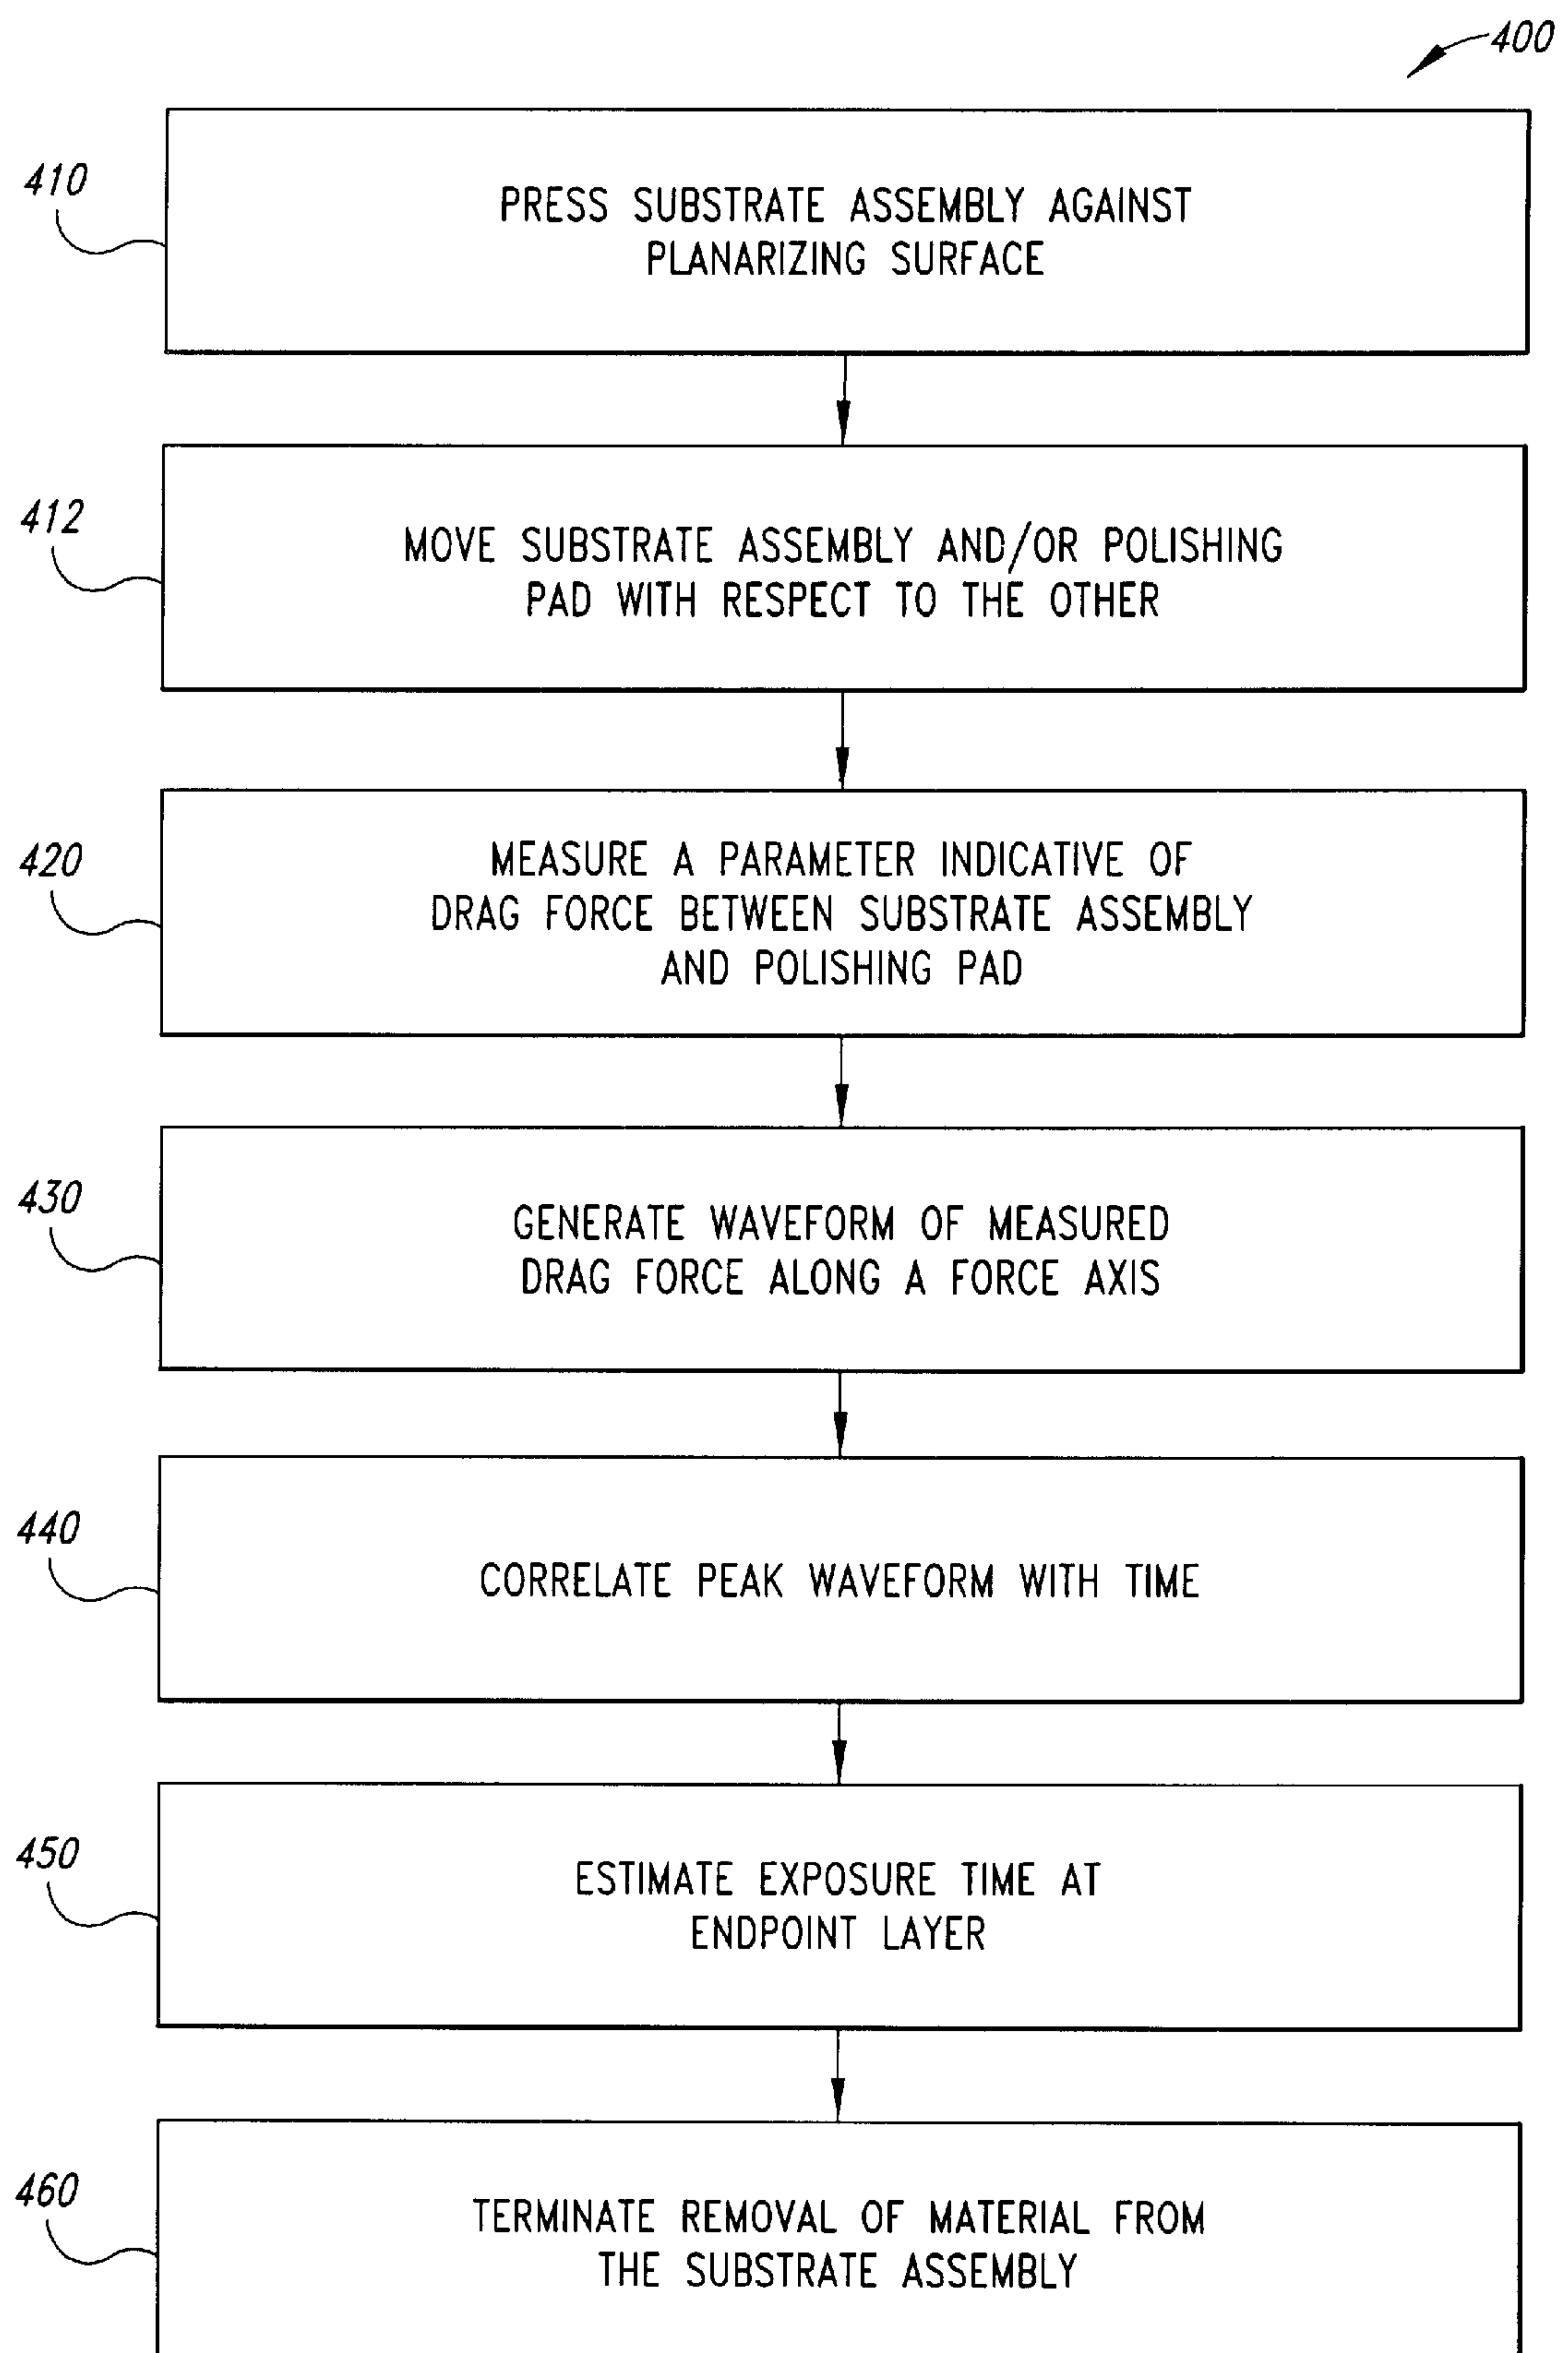 400
410
PRESS SUBSTRATE ASSEMBLY AGAINST
PLANARIZING SURFACE
412
MOVE SUBSTRATE ASSEMBLY AND/OR POLISHING
PAD WITH RESPECT TO THE OTHER
420
MEASURE A PARAMETER INDICATIVE OF
DRAG FORCE BETWEEN SUBSTRATE ASSEMBLY
AND POLISHING PAD
430
GENERATE WAVEFORM OF MEASURED
DRAG FORCE ALONG A FORCE AXIS
440
CORRELATE PEAK WAVEFORM WITH TIME
450
ESTIMATE EXPOSURE TIME AT
ENDPOINT LAYER
460
TERMINATE REMOVAL OF MATERIAL FROM
THE SUBSTRATE ASSEMBLY